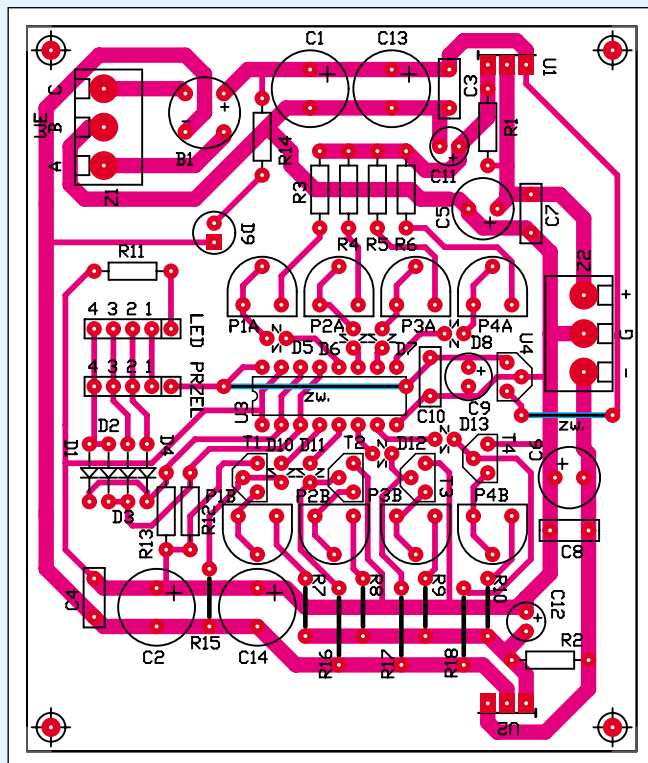 C1
C13
U1
C
B
A
WE
Z1
B1
R14
C3
C11
R1
R3
R4
R5
R6
C5
C7
D9
R11
Z2
+
G
-
P1A
P2A
P3A
P4A
4 3 2 1
LED
D5
D6
D7
D8
U4
4 3 2 1
PRZEL
U3
ZW.
C10
C9
ZW.
D1
D2
D4
D3
T1
D10
D11
T2
D12
D13
T4
C6
P1B
P2B
P3B
T3
P4B
R13
R12
C8
C4
R7
R8
R9
R10
C12
C2
R15
C14
R16
R17
R18
R2
U2